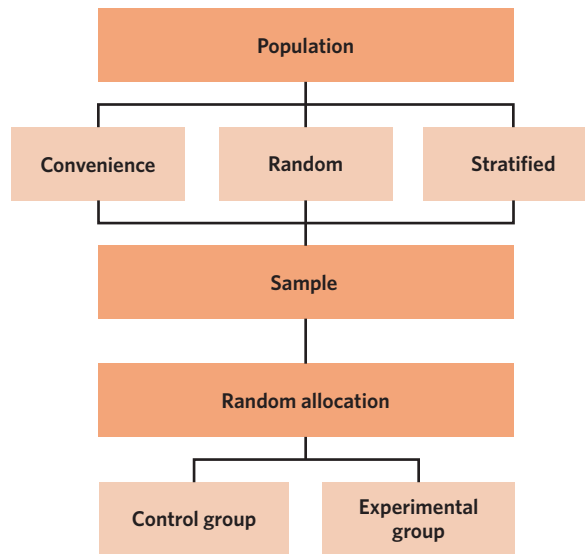 Population
Convenience
Random
Stratified
Sample
Random allocation
Control group
Experimental
group